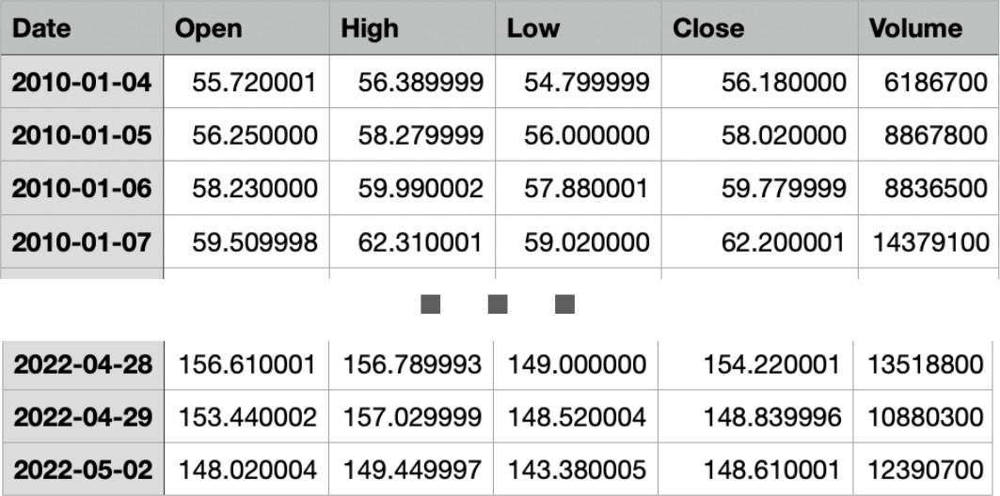 Date Open High Low Close Volume
2010-01-04 55.720001 56.389999 54.799999 56.180000 6186700
2010-01-05 56.250000 58.279999 56.000000 58.020000 8867800
2010-01-06 58.230000 59.990002 57.880001 59.779999 8836500
2010-01-07 59.509998 62.310001 59.020000 62.200001 14379100
2022-04-28 156.610001 156.789993 149.000000 154.220001 13518800
2022-04-29 153.440002 157.029999 148.520004 148.839996 10880300
2022-05-02 148.020004 149.449997 143.380005 148.610001 12390700